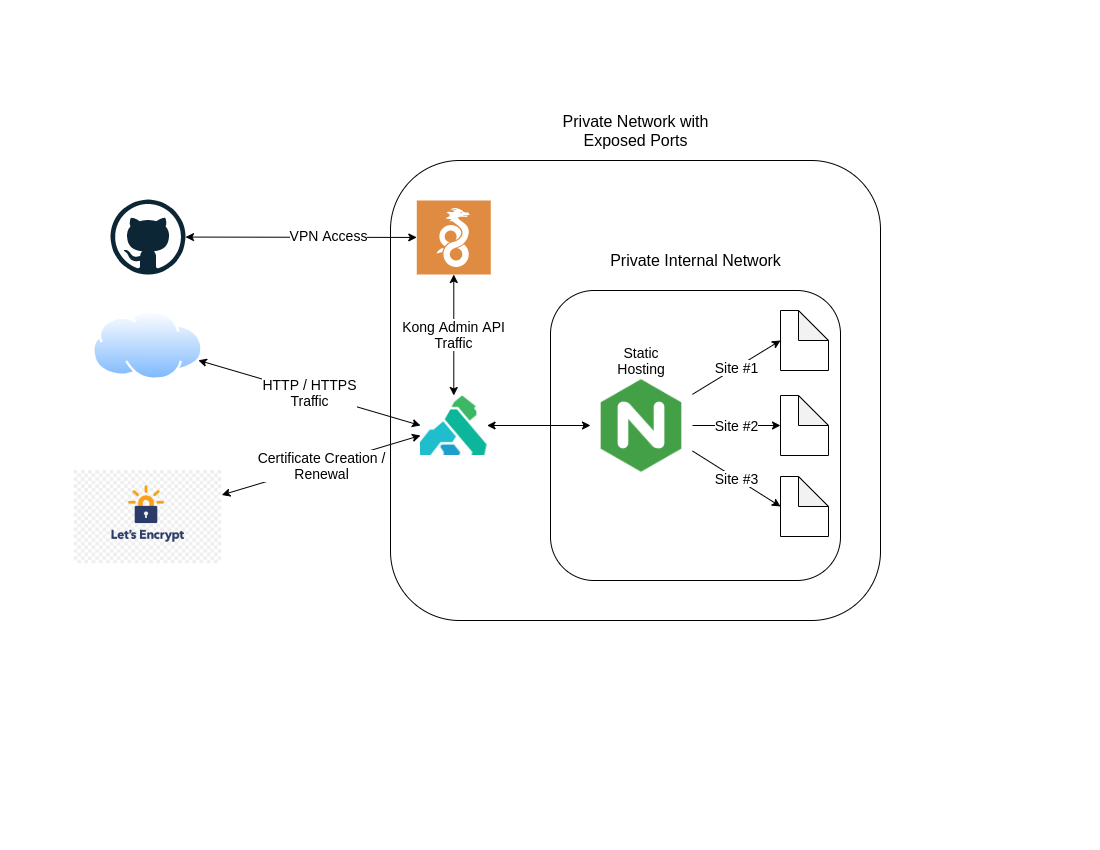 Private Network with
Exposed Ports
VPN Access
Private Internal Network
Kong Admin API
Traffic
Static
Hosting
Site #1
HTTP / HTTPS
Traffic
Site #2
Certificate Creation /
Renewal
Site #3
Let's Encrypt